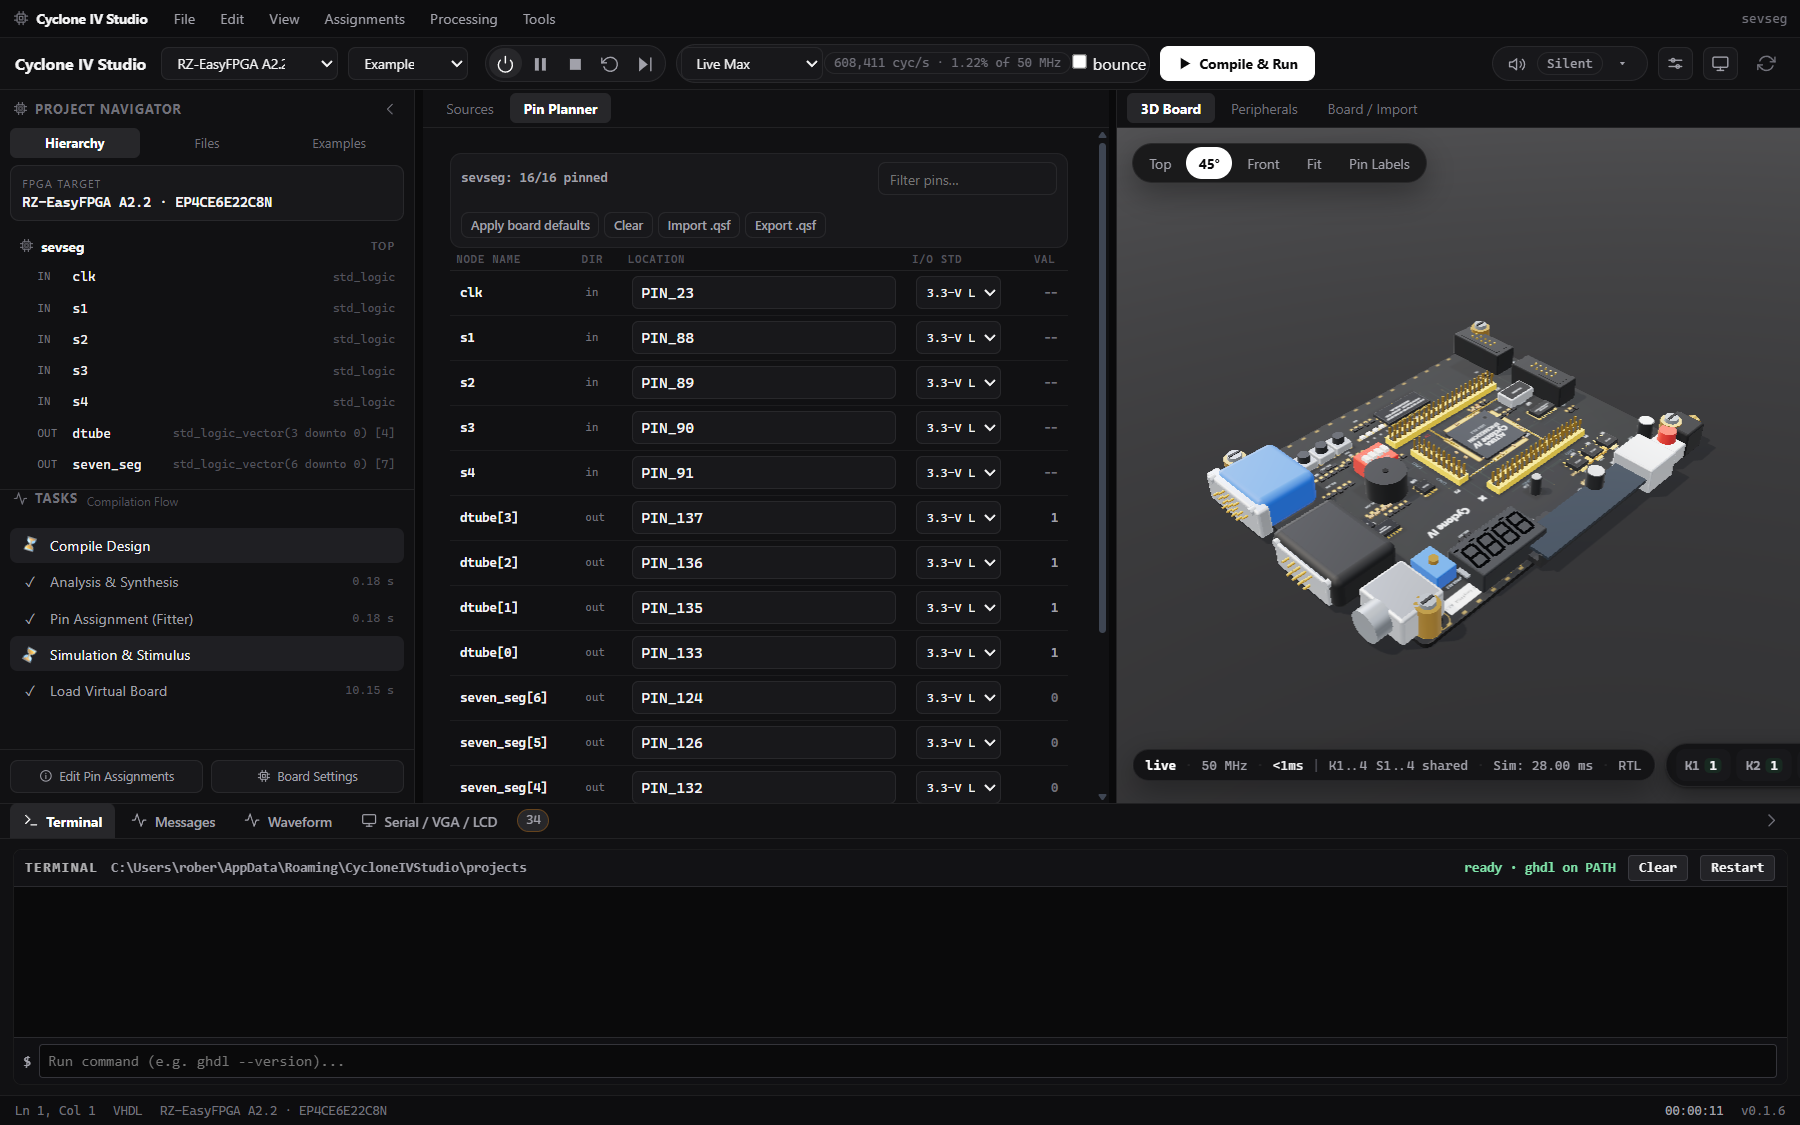 Cyclone IV Studio File Edit View Assignments Processing Tools sevseg
Cyclone IV Studio RZ-EasyFPGA A2.2 Example Live Max 608,411 cyc/s · 1.22% of 50 MHz bounce Compile & Run Silent
PROJECT NAVIGATOR
Hierarchy Files Examples
FPGA TARGET
RZ-EasyFPGA A2.2 · EP4CE6E22C8N
sevseg TOP
IN clk std_logic
IN s1 std_logic
IN s2 std_logic
IN s3 std_logic
IN s4 std_logic
OUT dtube std_logic_vector(3 downto 0) [4]
OUT seven_seg std_logic_vector(6 downto 0) [7]
TASKS Compilation Flow
Compile Design
Analysis & Synthesis 0.18 s
Pin Assignment (Fitter) 0.18 s
Simulation & Stimulus
Load Virtual Board 10.15 s
Edit Pin Assignments Board Settings
Sources Pin Planner
sevseg: 16/16 pinned Filter pins...
Apply board defaults Clear Import .qsf Export .qsf
NODE NAME DIR LOCATION I/O STD VAL
clk in PIN_23 3.3-V L --
s1 in PIN_88 3.3-V L --
s2 in PIN_89 3.3-V L --
s3 in PIN_90 3.3-V L --
s4 in PIN_91 3.3-V L --
dtube[3] out PIN_137 3.3-V L 1
dtube[2] out PIN_136 3.3-V L 1
dtube[1] out PIN_135 3.3-V L 1
dtube[0] out PIN_133 3.3-V L 1
seven_seg[6] out PIN_124 3.3-V L 0
seven_seg[5] out PIN_126 3.3-V L 0
seven_seg[4] out PIN_132 3.3-V L 0
3D Board Peripherals Board / Import
Top 45° Front Fit Pin Labels
Cyclone IV
live · 50 MHz · <1ms | K1..4 S1..4 shared · Sim: 28.00 ms · RTL K1 1 K2 1
Terminal Messages Waveform Serial / VGA / LCD 34
TERMINAL C:\Users\rober\AppData\Roaming\CycloneIVStudio\projects ready · ghdl on PATH Clear Restart
$ Run command (e.g. ghdl --version)...
Ln 1, Col 1 VHDL RZ-EasyFPGA A2.2 · EP4CE6E22C8N 00:00:11 v0.1.6